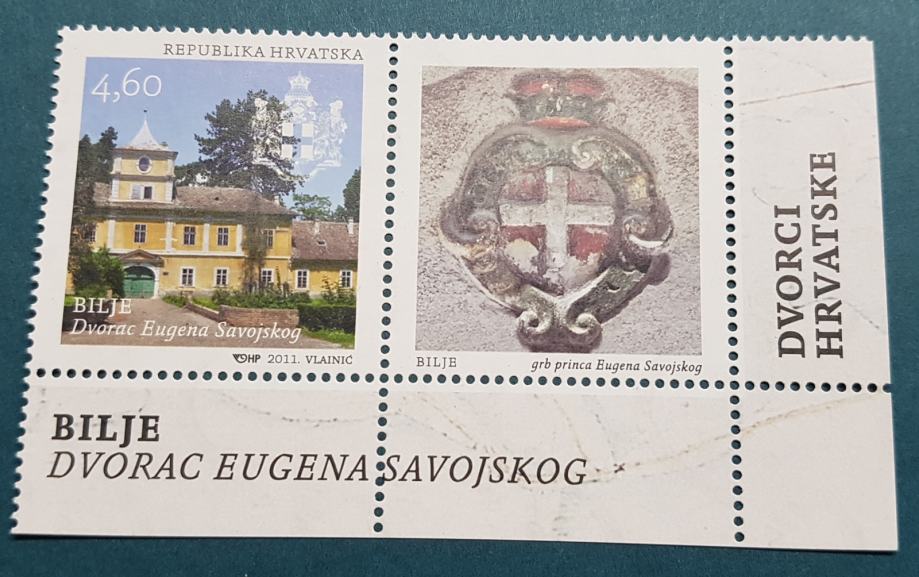 REPUBLIKA HRVATSKA
4,60
BILJE
Dvorac Eugena Savojskog
HP 2011. VLAINIĆ
BILJE
grb princa Eugena Savojskog
DVORCI
HRVATSKE
BILJE
DVORAC EUGENA SAVOJSKOG